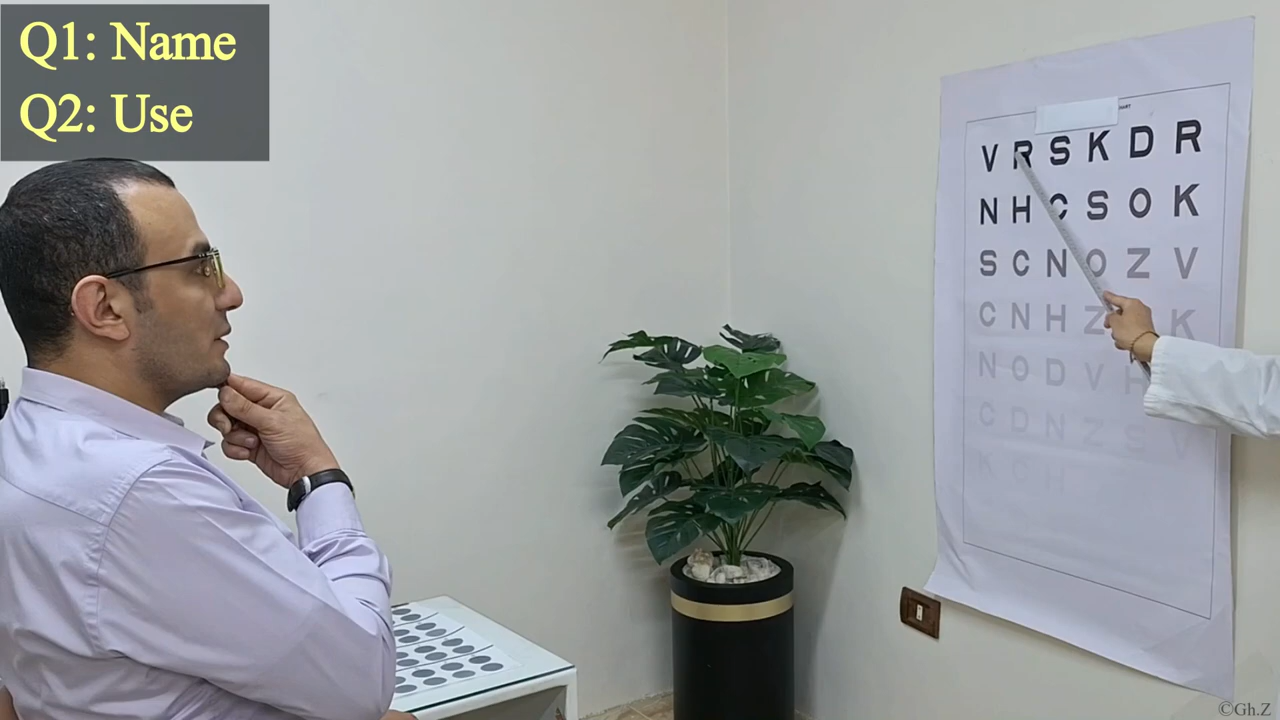 Q1: Name
Q2: Use
V R S K D R
N H C S O K
S C N O Z V
C N H Z K
N O D V H
C D N Z S V
K C
©Gh.Z